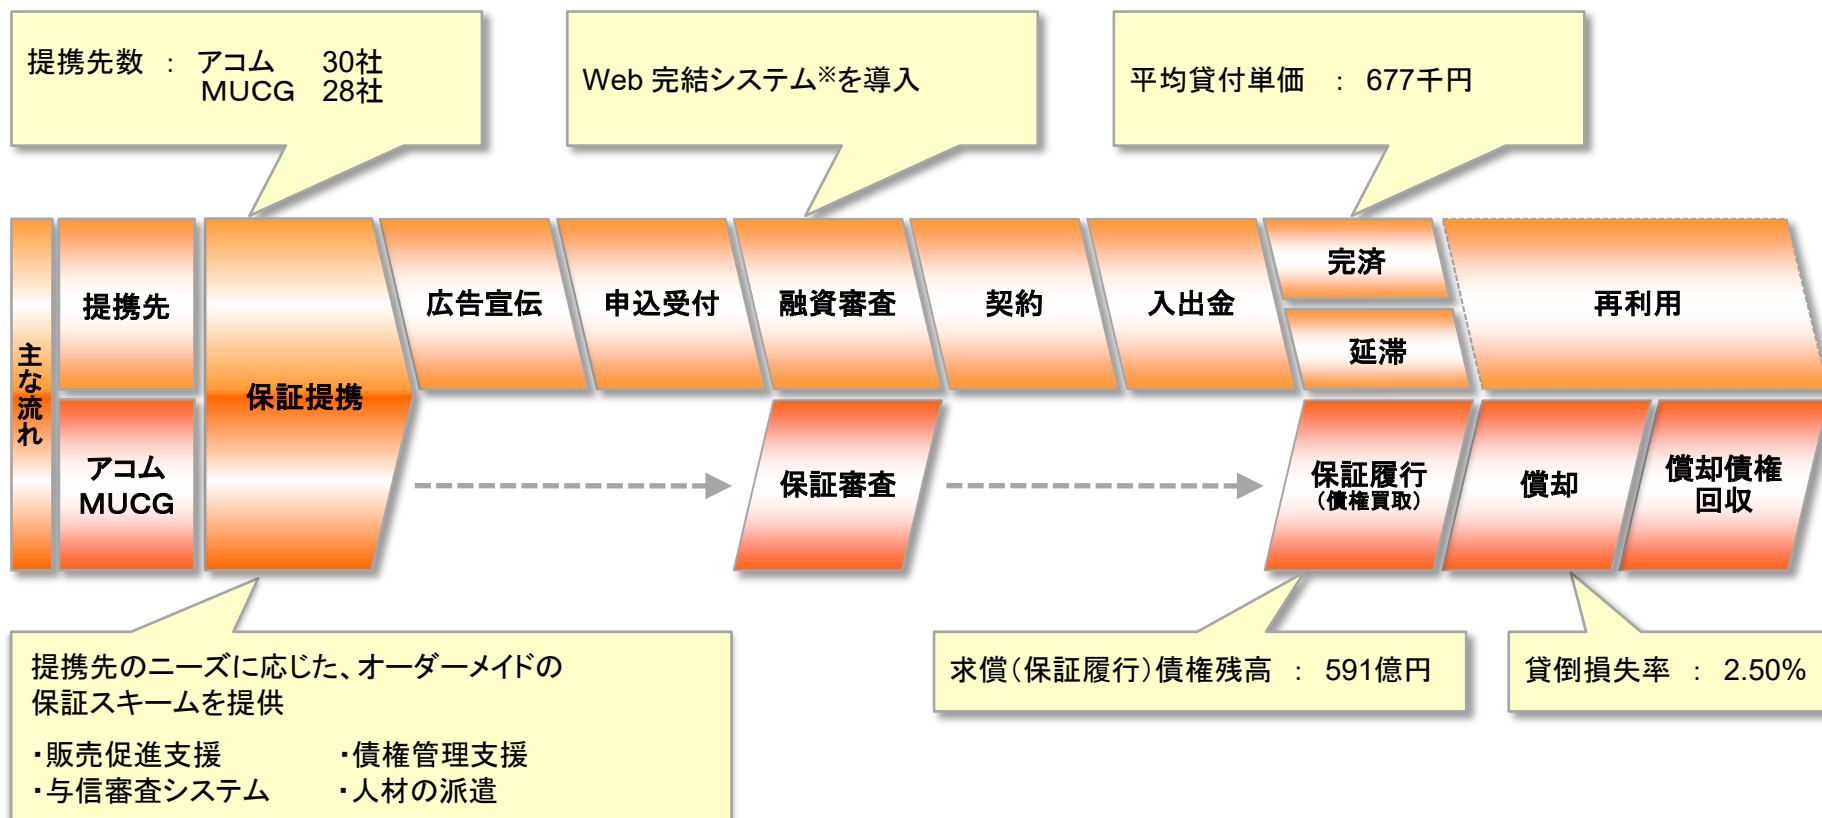 提携先数 ： アコム 30社
MUCG 28社
Web 完結システム※を導入
平均貸付単価 ： 677千円
主な流れ
提携先
アコム
MUCG
保証提携
広告宣伝
申込受付
融資審査
契約
入出金
完済
延滞
再利用
保証審査
保証履行
（債権買取）
償却
償却債権
回収
提携先のニーズに応じた、オーダーメイドの
保証スキームを提供
・販売促進支援 ・債権管理支援
・与信審査システム ・人材の派遣
求償（保証履行）債権残高 ： 591億円
貸倒損失率 ： 2.50%